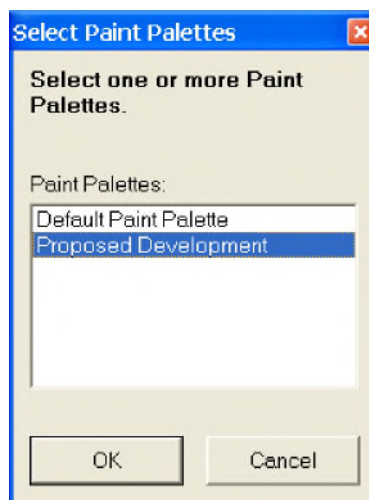 Select Paint Palettes
Select one or more Paint
Palettes.
Paint Palettes:
Default Paint Palette
Proposed Development
OK
Cancel